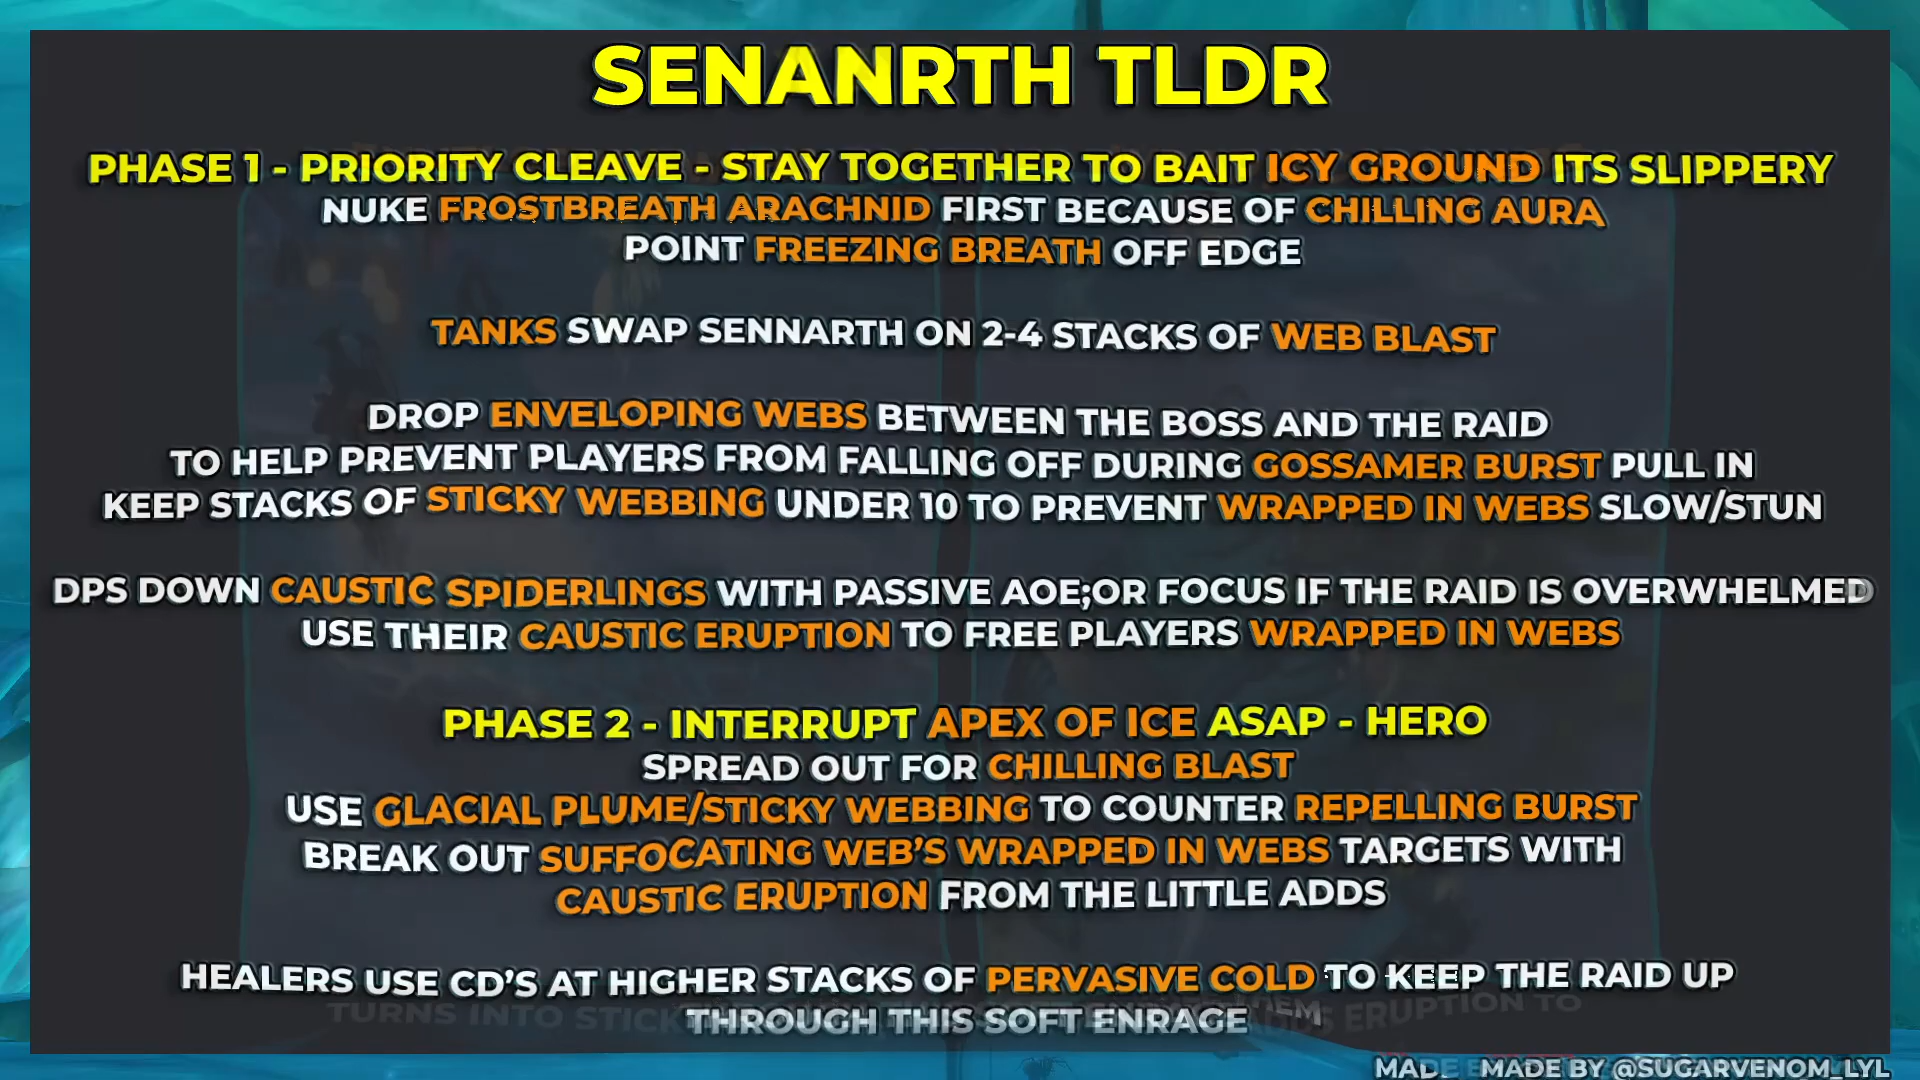 SENANRTH TLDR
PHASE 1 - PRIORITY CLEAVE - STAY TOGETHER TO BAIT ICY GROUND ITS SLIPPERY
NUKE FROSTBREATH ARACHNID FIRST BECAUSE OF CHILLING AURA
POINT FREEZING BREATH OFF EDGE
TANKS SWAP SENNARTH ON 2-4 STACKS OF WEB BLAST
DROP ENVELOPING WEBS BETWEEN THE BOSS AND THE RAID
TO HELP PREVENT PLAYERS FROM FALLING OFF DURING GOSSAMER BURST PULL IN
KEEP STACKS OF STICKY WEBBING UNDER 10 TO PREVENT WRAPPED IN WEBS SLOW/STUN
DPS DOWN CAUSTIC SPIDERLINGS WITH PASSIVE AOE;OR FOCUS IF THE RAID IS OVERWHELMED
USE THEIR CAUSTIC ERUPTION TO FREE PLAYERS WRAPPED IN WEBS
PHASE 2 - INTERRUPT APEX OF ICE ASAP - HERO
SPREAD OUT FOR CHILLING BLAST
USE GLACIAL PLUME/STICKY WEBBING TO COUNTER REPELLING BURST
BREAK OUT SUFFOCATING WEB'S WRAPPED IN WEBS TARGETS WITH
CAUSTIC ERUPTION FROM THE LITTLE ADDS
HEALERS USE CD'S AT HIGHER STACKS OF PERVASIVE COLD TO KEEP THE RAID UP
TURNS INTO THROUGH THIS SOFT ENRAGE ERUPTION TO
MADE MADE BY @SUGARVENOM_LYL